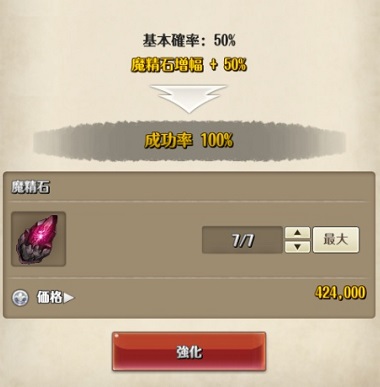 基本確率: 50%
魔精石増幅 + 50%
成功率 100%
魔精石
7/7
最大
価格▶
424,000
強化